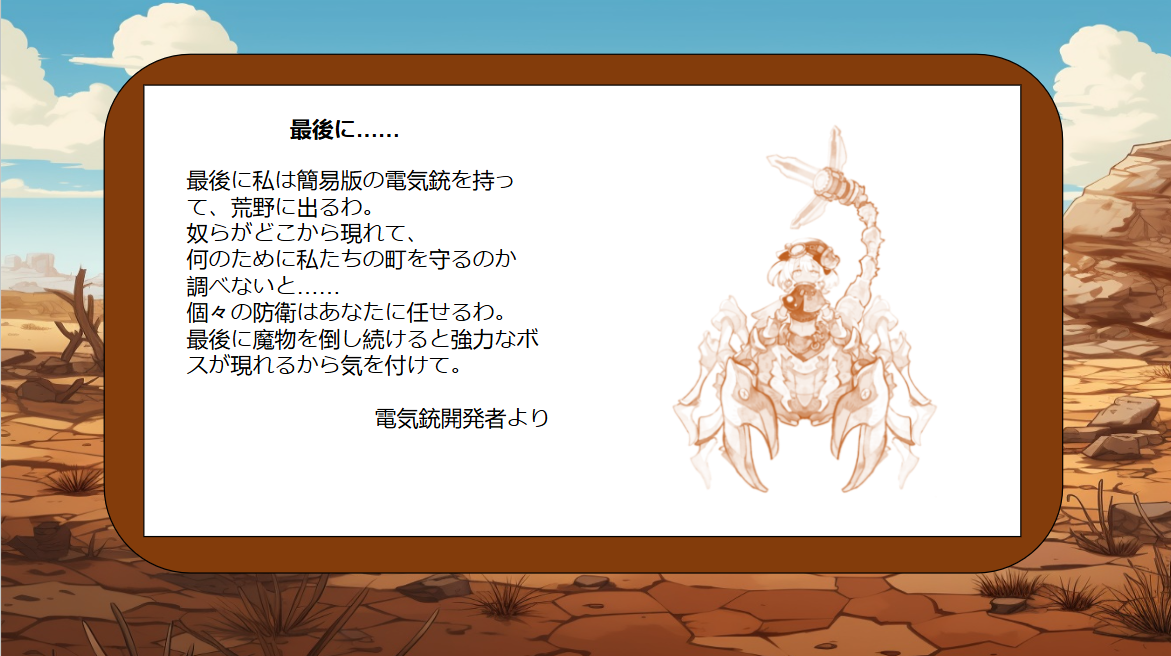 最後に……
最後に私は簡易版の電気銃を持っ
て、荒野に出るわ。
奴らがどこから現れて、
何のために私たちの町を守るのか
調べないと……
個々の防衛はあなたに任せるわ。
最後に魔物を倒し続けると強力なボ
スが現れるから気を付けて。
電気銃開発者より